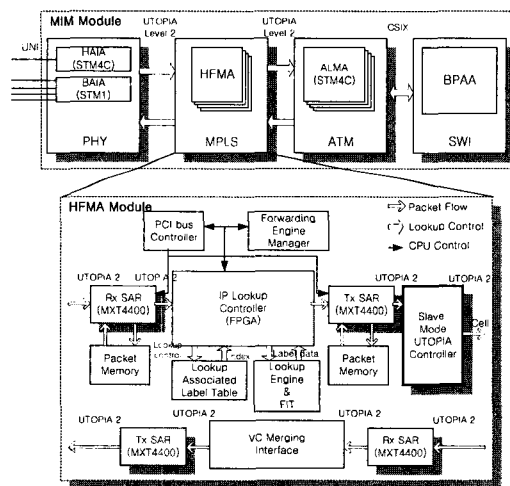 MIM Module
UTOPIA
Level 2
UTOPIA
Level 2
CSIX
UNI
HAIA
(STM4C)
BAIA
(STM1)
PHY
HFMA
MPLS
ALMA
(STM4C)
ATM
BPAA
SWI
HFMA Module
Packet Flow
Lookup Control
CPU Control
PCI bus
Controller
Forwarding
Engine
Manager
UTOPIA 2
UTOPIA 2
UTOPIA 2
UTOPIA 2
Rx SAR
(MXT4400)
IP Lookup
Controller
(FPGA)
Tx SAR
(MXT4400)
Slave
Mode
UTOPIA
Controller
Cell
Lookup
control
Index
Label data
Packet
Memory
Lookup
Associated
Label Table
Lookup
Engine
&
FIT
Packet
Memory
UTOPIA 2
UTOPIA 2
UTOPIA 2
UTOPIA 2
Tx SAR
(MXT4400)
VC Merging
Interface
Rx SAR
(MXT4400)